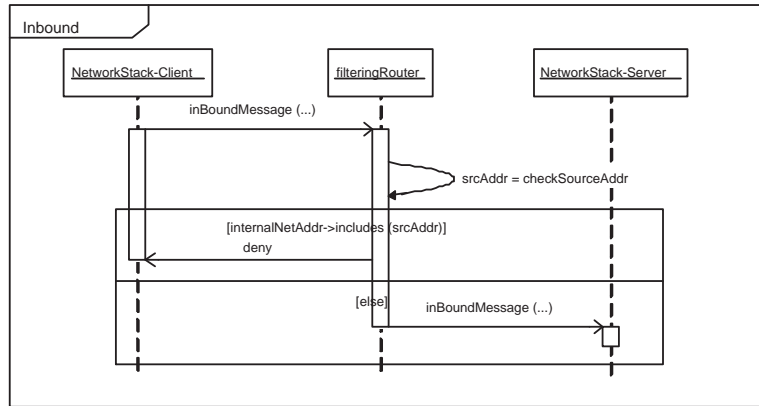 Inbound
NetworkStack-Client
filteringRouter
NetworkStack-Server
inBoundMessage (...)
srcAddr = checkSourceAddr
[internalNetAddr->includes (srcAddr)]
deny
[else]
inBoundMessage (...)